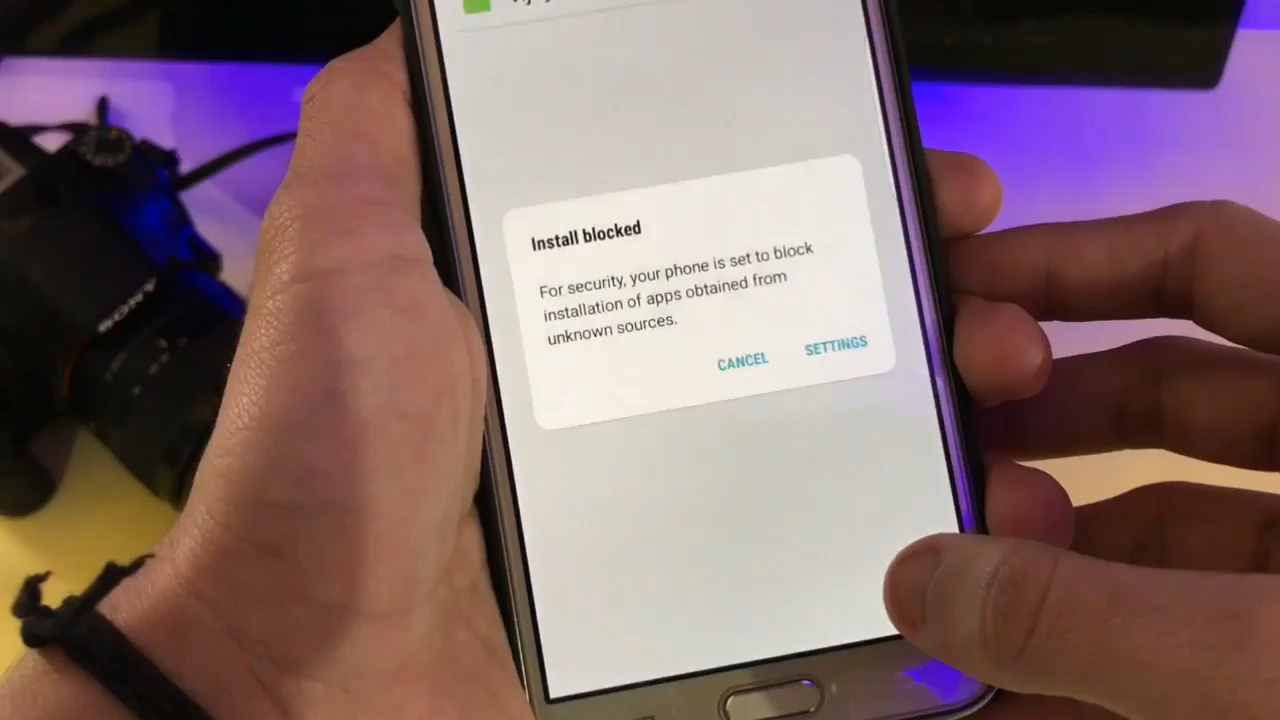 Install blocked
For security, your phone is set to block
installation of apps obtained from
unknown sources.
CANCEL SETTINGS
SONY